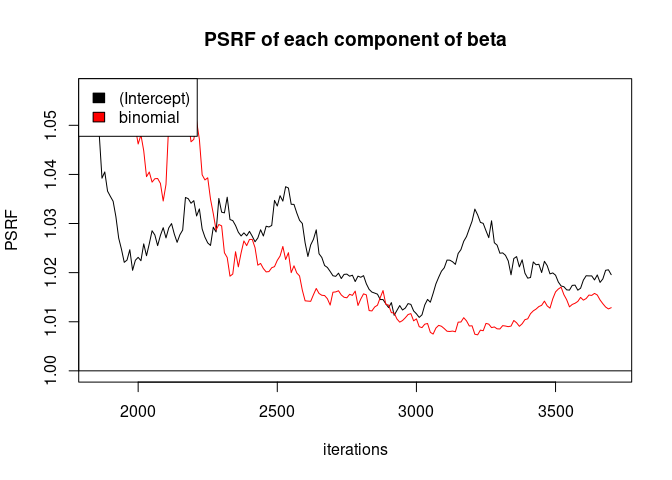 PSRF of each component of beta
(Intercept)
binomial
PSRF
1.05
1.04
1.03
1.02
1.01
1.00
2000 2500 3000 3500
iterations